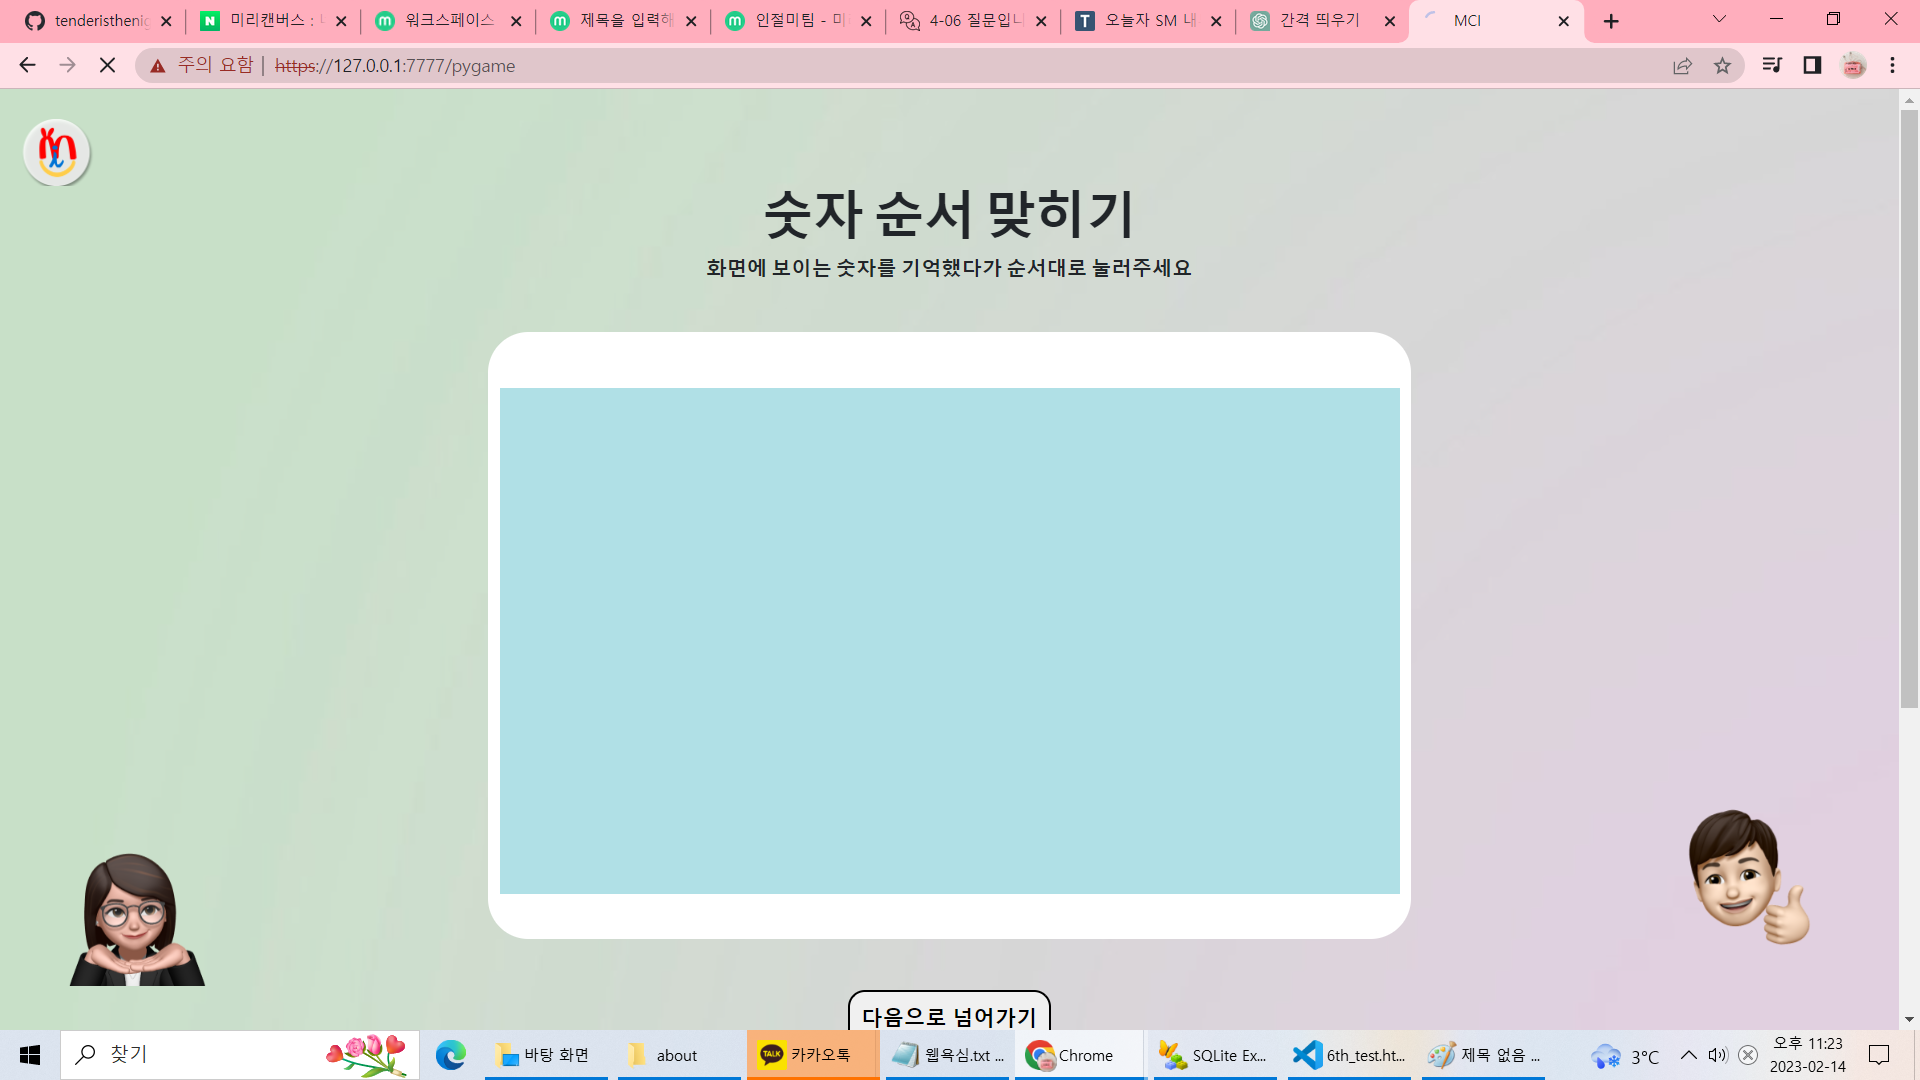 tenderistheni
미리캔버스 :
워크스페이스
제목을 입력해
인절미팀 - 미
4-06 질문입니
오늘자 SM 내
간격 띄우기
MCI
주의 요함 | https://127.0.0.1:7777/pygame
숫자 순서 맞히기
화면에 보이는 숫자를 기억했다가 순서대로 눌러주세요
다음으로 넘어가기
찾기
바탕 화면
about
TALK
카카오톡
웹욕심.txt ...
Chrome
SQLite Ex...
6th_test.ht...
제목 없음 ...
3°C
오후 11:23
2023-02-14